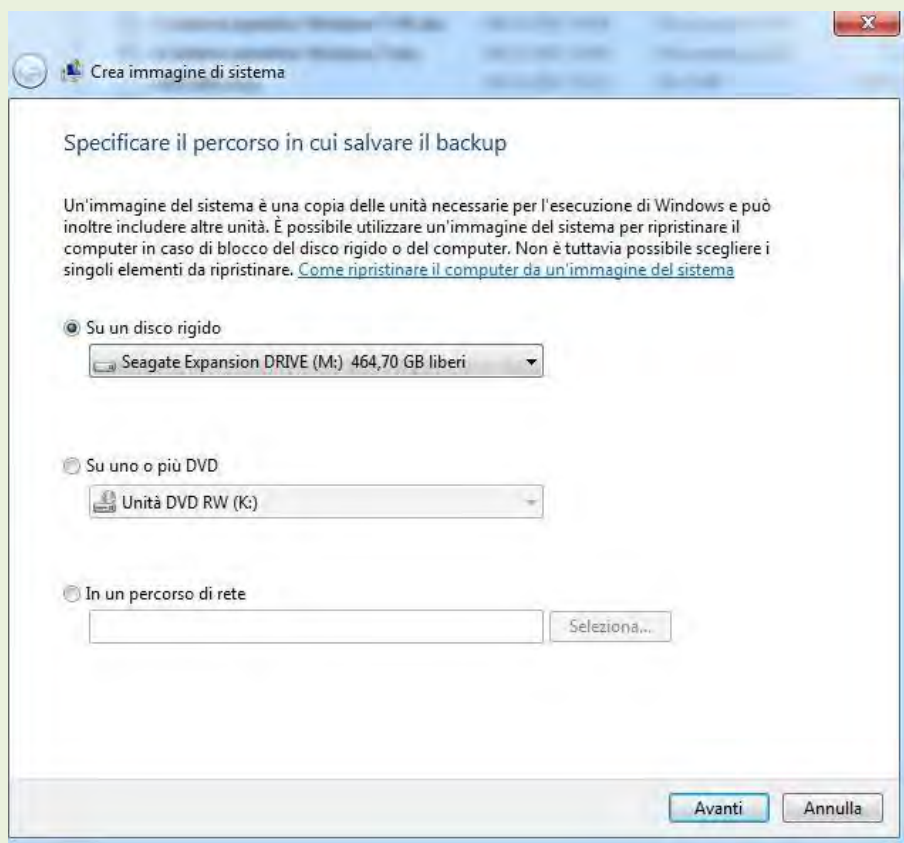 Crea immagine di sistema
Specificare il percorso in cui salvare il backup
Un'immagine del sistema è una copia delle unità necessarie per l'esecuzione di Windows e può
inoltre includere altre unità. È possibile utilizzare un'immagine del sistema per ripristinare il
computer in caso di blocco del disco rigido o del computer. Non è tuttavia possibile scegliere i
singoli elementi da ripristinare. Come ripristinare il computer da un'immagine del sistema
Su un disco rigido
Seagate Expansion DRIVE (M:) 464,70 GB liberi
Su uno o più DVD
Unità DVD RW (K:)
In un percorso di rete
Seleziona...
Avanti Annulla